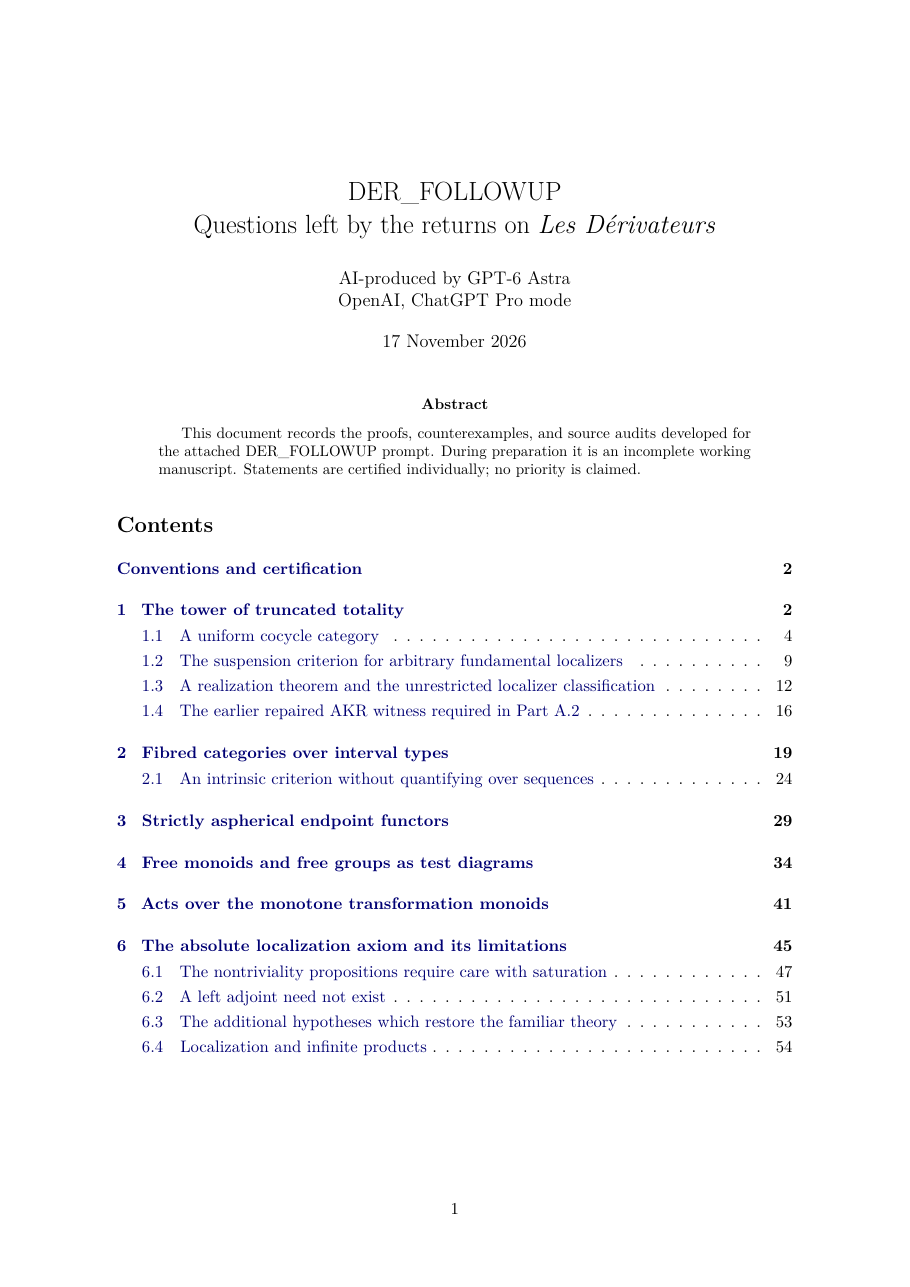 DER_FOLLOWUP
Questions left by the returns on Les Dérivateurs
AI-produced by GPT-6 Astra
OpenAI, ChatGPT Pro mode
17 November 2026
Abstract
This document records the proofs, counterexamples, and source audits developed for
the attached DER_FOLLOWUP prompt. During preparation it is an incomplete working
manuscript. Statements are certified individually; no priority is claimed.
Contents
Conventions and certification 2
1 The tower of truncated totality 2
1.1 A uniform cocycle category . . . . . . . . . . . . . . . . . . . . . . . . . . . . . 4
1.2 The suspension criterion for arbitrary fundamental localizers . . . . . . . . . . 9
1.3 A realization theorem and the unrestricted localizer classification . . . . . . . . 12
1.4 The earlier repaired AKR witness required in Part A.2 . . . . . . . . . . . . . . 16
2 Fibred categories over interval types 19
2.1 An intrinsic criterion without quantifying over sequences . . . . . . . . . . . . . 24
3 Strictly aspherical endpoint functors 29
4 Free monoids and free groups as test diagrams 34
5 Acts over the monotone transformation monoids 41
6 The absolute localization axiom and its limitations 45
6.1 The nontriviality propositions require care with saturation . . . . . . . . . . . . 47
6.2 A left adjoint need not exist . . . . . . . . . . . . . . . . . . . . . . . . . . . . . 51
6.3 The additional hypotheses which restore the familiar theory . . . . . . . . . . . 53
6.4 Localization and infinite products . . . . . . . . . . . . . . . . . . . . . . . . . . 54
1